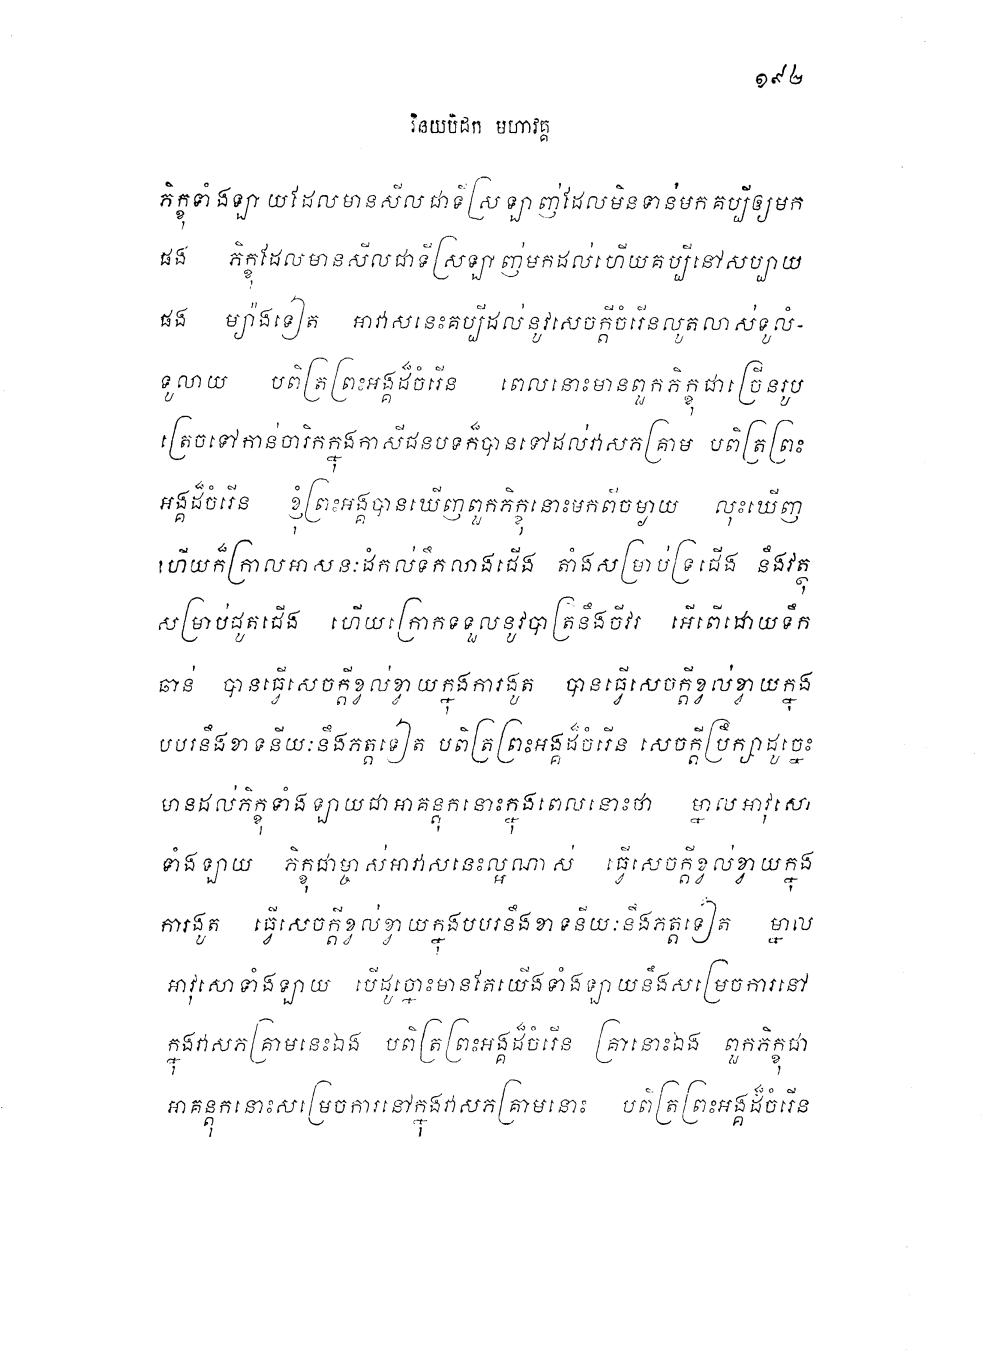 ១៩៤
វិនយបិដក មហាវគ្គ
ភិក្ខុទាំងឡាយដែលមានសីលជាទីស្រឡាញ់ដែលមិនទាន់មកគប្បីឲ្យមក
ផង ភិក្ខុដែលមានសីលជាទីស្រឡាញ់មកដល់ហើយគប្បីនៅសប្បាយ
ផង ម្យ៉ាងទៀត អាវាសនេះគប្បីដល់នូវសេចក្តីចំរើនលូតលាស់ទូលំ-
ទូលាយ បពិត្រព្រះអង្គដ៏ចំរើន ពេលនោះមានពួកភិក្ខុជាច្រើនរូប
ត្រេចទៅកាន់ចារិកក្នុងកាសីជនបទក៏បានទៅដល់វាសភគ្រាម បពិត្រព្រះ
អង្គដ៏ចំរើន ខ្ញុំព្រះអង្គបានឃើញពួកភិក្ខុនោះមកពីចម្ងាយ លុះឃើញ
ហើយក៏ក្រាលអាសនៈដំកល់ទឹកលាងជើង តាំងសម្រាប់ទ្រជើង នឹងវត្ថុ
សម្រាប់ជូតជើង ហើយក្រោកទទួលនូវបាត្រនឹងចីវរ អើពើដោយទឹក
ឆាន់ បានធ្វើសេចក្តីខ្វល់ខ្វាយក្នុងការងូត បានធ្វើសេចក្តីខ្វល់ខ្វាយក្នុង
បបរនឹងខាទនីយៈនឹងភត្តទៀត បពិត្រព្រះអង្គដ៏ចំរើន សេចក្តីប្រឹក្សាដូច្នេះ
មានដល់ភិក្ខុទាំងឡាយជាអាគន្តុកនោះក្នុងពេលនោះថា ម្នាលអាវុសោ
ទាំងឡាយ ភិក្ខុជាម្ចាស់អាវាសនេះល្អណាស់ ធ្វើសេចក្តីខ្វល់ខ្វាយក្នុង
ការងូត ធ្វើសេចក្តីខ្វល់ខ្វាយក្នុងបបរនឹងខាទនីយៈនឹងភត្តទៀត ម្នាល
អាវុសោទាំងឡាយ បើដូច្នោះមានតែយើងទាំងឡាយនឹងសម្រេចការនៅ
ក្នុងវាសភគ្រាមនេះឯង បពិត្រព្រះអង្គដ៏ចំរើន គ្រានោះឯង ពួកភិក្ខុជា
អាគន្តុកនោះសម្រេចការនៅក្នុងវាសភគ្រាមនោះ បពិត្រព្រះអង្គដ៏ចំរើន